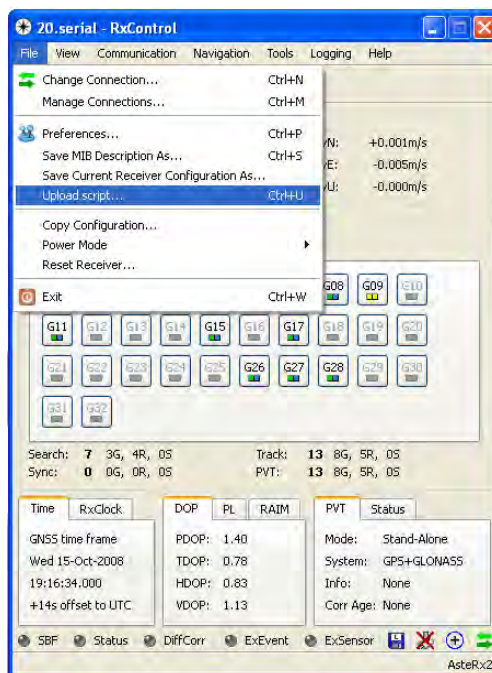 20.serial - RxControl
File View Communication Navigation Tools Logging Help
Change Connection... Ctrl+N
Manage Connections... Ctrl+M
Preferences... Ctrl+P
Save MIB Description As... Ctrl+S
Save Current Receiver Configuration As...
Upload script... Ctrl+U
Copy Configuration...
Power Mode
Reset Receiver...
Exit Ctrl+W
N: +0.001m/s
E: -0.005m/s
U: -0.000m/s
G08 G09 G10
G11 G12 G13 G14 G15 G16 G17 G18 G19 G20
G21 G22 G23 G24 G25 G26 G27 G28 G29 G30
G31 G32
Search: 7 3G, 4R, 0S Track: 13 8G, 5R, 0S
Sync: 0 0G, 0R, 0S PVT: 13 8G, 5R, 0S
Time RxClock DOP PL RAIM PVT Status
GNSS time frame PDOP: 1.40 Mode: Stand-Alone
Wed 15-Oct-2008 TDOP: 0.78 System: GPS+GLONASS
19:16:34.000 HDOP: 0.83 Info: None
+14s offset to UTC VDOP: 1.13 Corr Age: None
SBF Status DiffCorr ExEvent ExSensor
AsteRx2